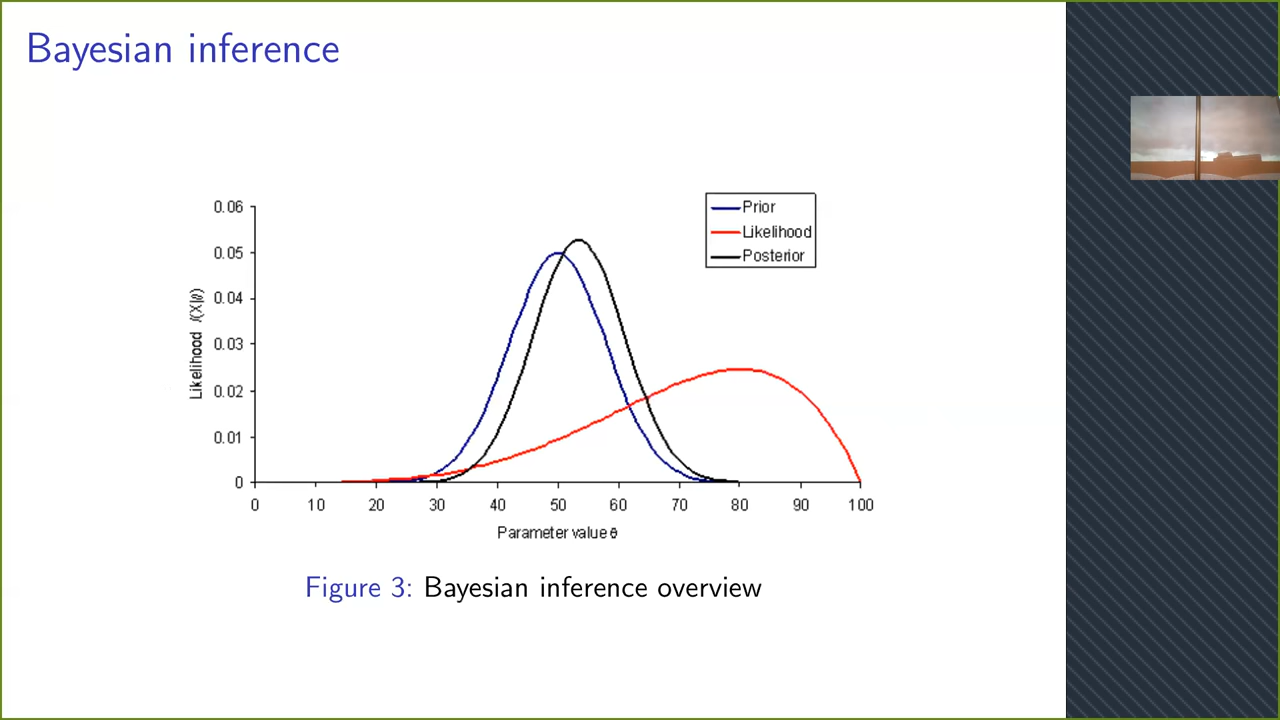 Bayesian inference
0.06
0.05
0.04
0.03
0.02
0.01
0
Likelihood l(X|θ)
Prior
Likelihood
Posterior
0 10 20 30 40 50 60 70 80 90 100
Parameter value θ
Figure 3: Bayesian inference overview